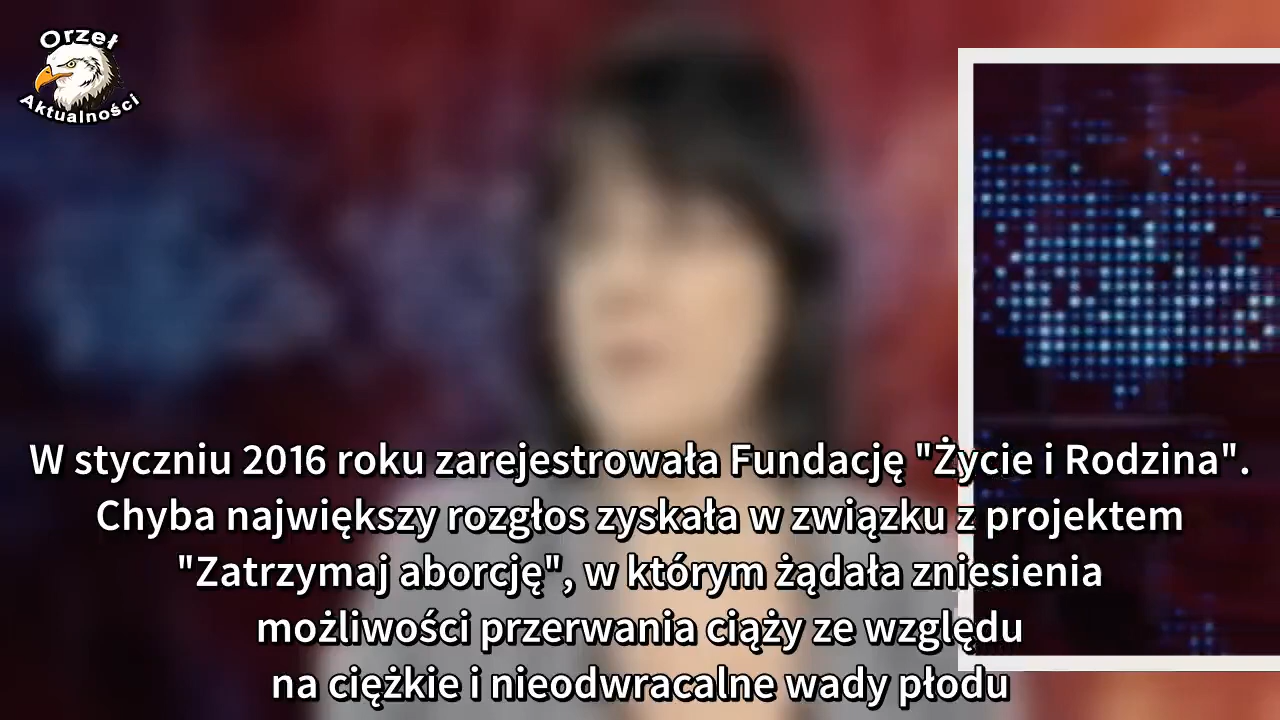 Orzeł
Aktualności
W styczniu 2016 roku zarejestrowała Fundację "Życie i Rodzina".
Chyba największy rozgłos zyskała w związku z projektem
"Zatrzymaj aborcję", w którym żądała zniesienia
możliwości przerwania ciąży ze względu
na ciężkie i nieodwracalne wady płodu